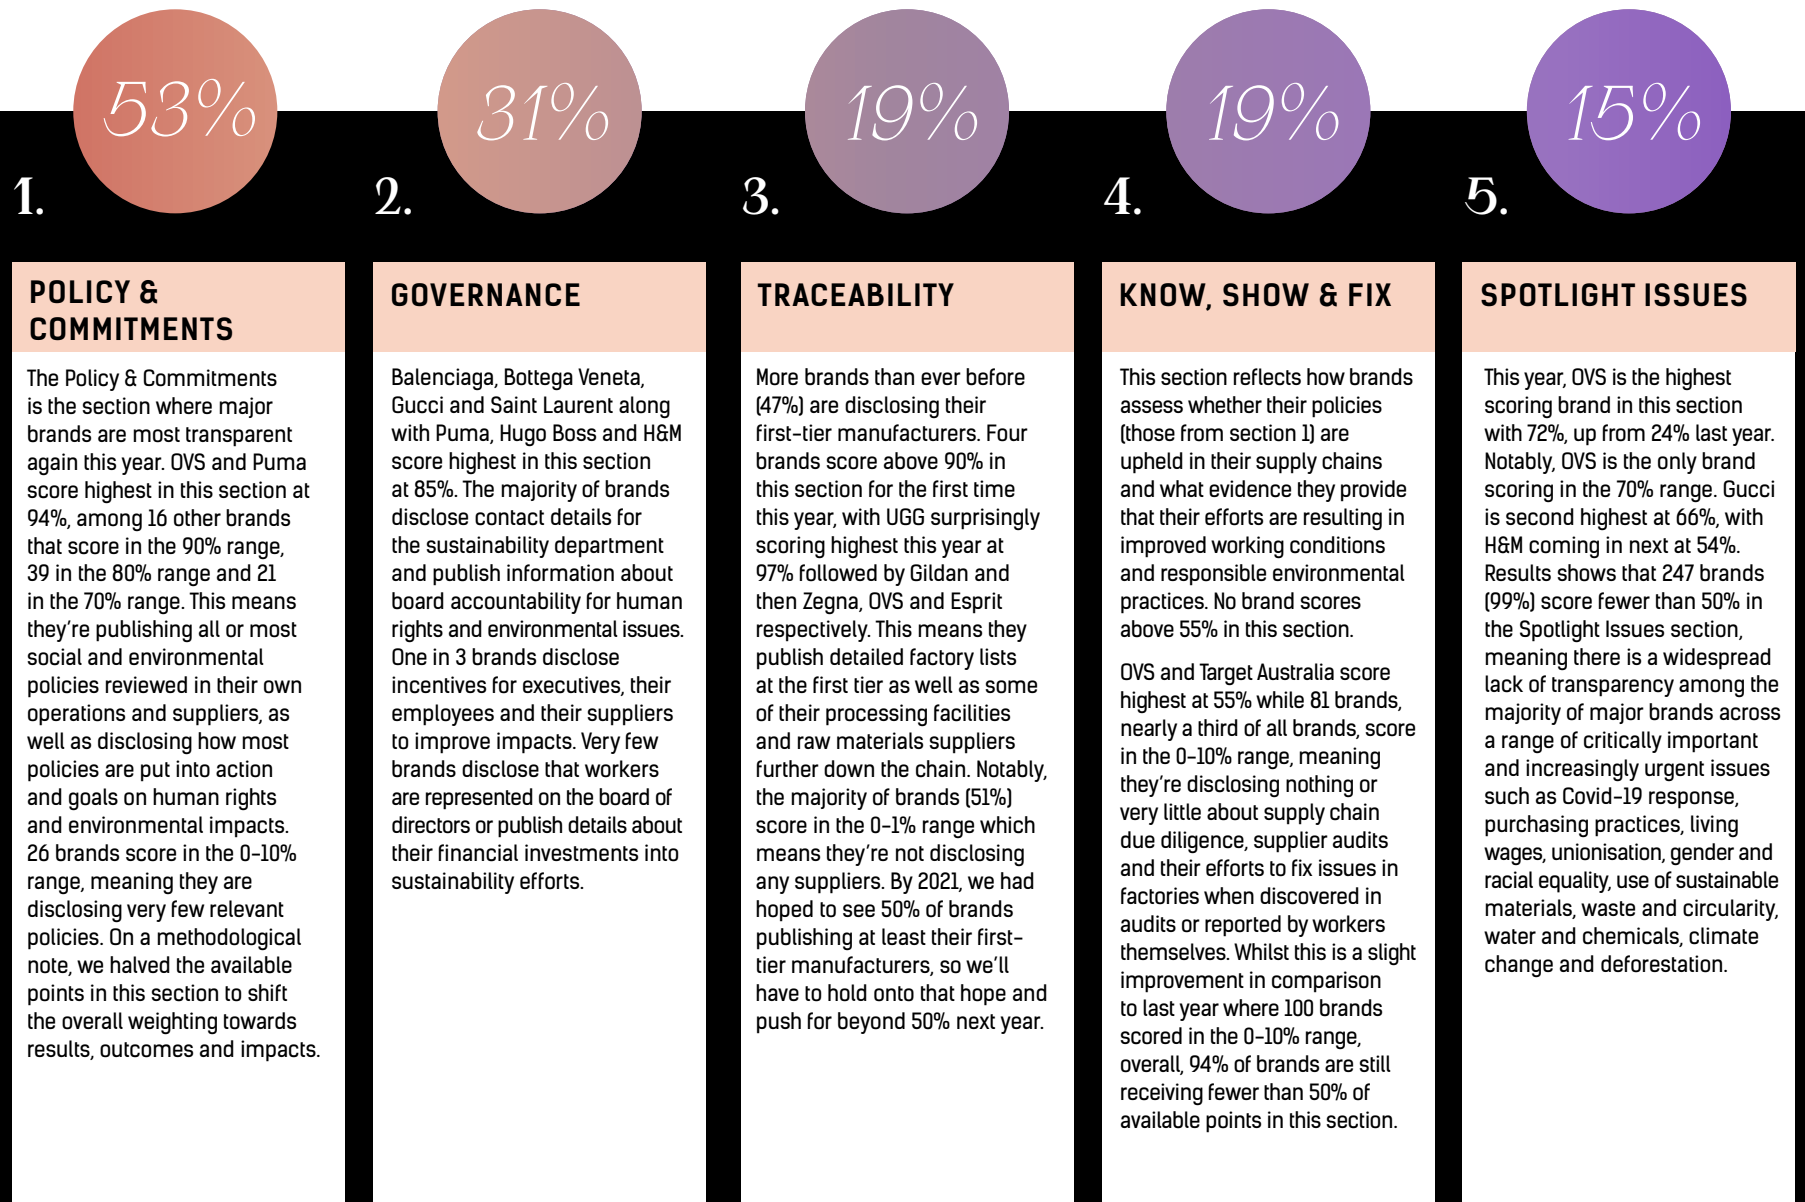 53%
1.
POLICY &
COMMITMENTS
The Policy & Commitments
is the section where major
brands are most transparent
again this year. OVS and Puma
score highest in this section at
94%, among 16 other brands
that score in the 90% range,
39 in the 80% range and 21
in the 70% range. This means
they're publishing all or most
social and environmental
policies reviewed in their own
operations and suppliers, as
well as disclosing how most
policies are put into action
and goals on human rights
and environmental impacts.
26 brands score in the 0-10%
range, meaning they are
disclosing very few relevant
policies. On a methodological
note, we halved the available
points in this section to shift
the overall weighting towards
results, outcomes and impacts.
31%
2.
GOVERNANCE
Balenciaga, Bottega Veneta,
Gucci and Saint Laurent along
with Puma, Hugo Boss and H&M
score highest in this section
at 85%. The majority of brands
disclose contact details for
the sustainability department
and publish information about
board accountability for human
rights and environmental issues.
One in 3 brands disclose
incentives for executives, their
employees and their suppliers
to improve impacts. Very few
brands disclose that workers
are represented on the board of
directors or publish details about
their financial investments into
sustainability efforts.
19%
3.
TRACEABILITY
More brands than ever before
(47%) are disclosing their
first-tier manufacturers. Four
brands score above 90% in
this section for the first time
this year, with UGG surprisingly
scoring highest this year at
97% followed by Gildan and
then Zegna, OVS and Esprit
respectively. This means they
publish detailed factory lists
at the first tier as well as some
of their processing facilities
and raw materials suppliers
further down the chain. Notably,
the majority of brands (51%)
score in the 0-1% range which
means they're not disclosing
any suppliers. By 2021, we had
hoped to see 50% of brands
publishing at least their first-
tier manufacturers, so we'll
have to hold onto that hope and
push for beyond 50% next year.
19%
4.
KNOW, SHOW & FIX
This section reflects how brands
assess whether their policies
(those from section 1) are
upheld in their supply chains
and what evidence they provide
that their efforts are resulting in
improved working conditions
and responsible environmental
practices. No brand scores
above 55% in this section.
OVS and Target Australia score
highest at 55% while 81 brands,
nearly a third of all brands, score
in the 0-10% range, meaning
they're disclosing nothing or
very little about supply chain
due diligence, supplier audits
and their efforts to fix issues in
factories when discovered in
audits or reported by workers
themselves. Whilst this is a slight
improvement in comparison
to last year where 100 brands
scored in the 0-10% range,
overall, 94% of brands are still
receiving fewer than 50% of
available points in this section.
15%
5.
SPOTLIGHT ISSUES
This year, OVS is the highest
scoring brand in this section
with 72%, up from 24% last year.
Notably, OVS is the only brand
scoring in the 70% range. Gucci
is second highest at 66%, with
H&M coming in next at 54%.
Results shows that 247 brands
(99%) score fewer than 50% in
the Spotlight Issues section,
meaning there is a widespread
lack of transparency among the
majority of major brands across
a range of critically important
and increasingly urgent issues
such as Covid-19 response,
purchasing practices, living
wages, unionisation, gender and
racial equality, use of sustainable
materials, waste and circularity,
water and chemicals, climate
change and deforestation.